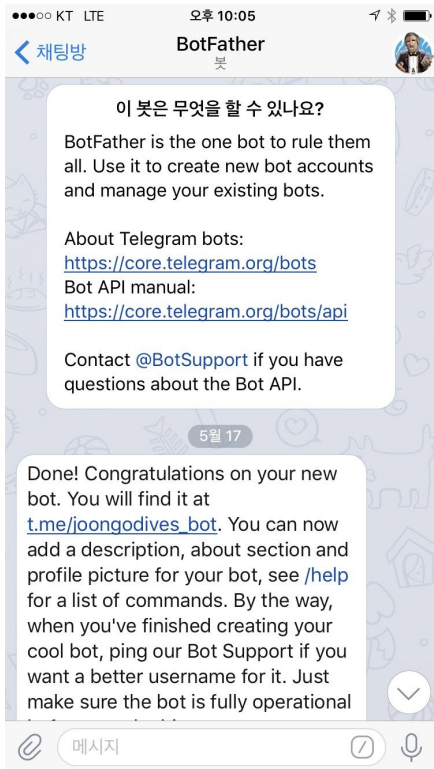 KT LTE 오후 10:05
채팅방
BotFather
봇
이 봇은 무엇을 할 수 있나요?
BotFather is the one bot to rule them
all. Use it to create new bot accounts
and manage your existing bots.
About Telegram bots:
https://core.telegram.org/bots
Bot API manual:
https://core.telegram.org/bots/api
Contact @BotSupport if you have
questions about the Bot API.
5월 17
Done! Congratulations on your new
bot. You will find it at
t.me/joongodives_bot. You can now
add a description, about section and
profile picture for your bot, see /help
for a list of commands. By the way,
when you've finished creating your
cool bot, ping our Bot Support if you
want a better username for it. Just
make sure the bot is fully operational
메시지